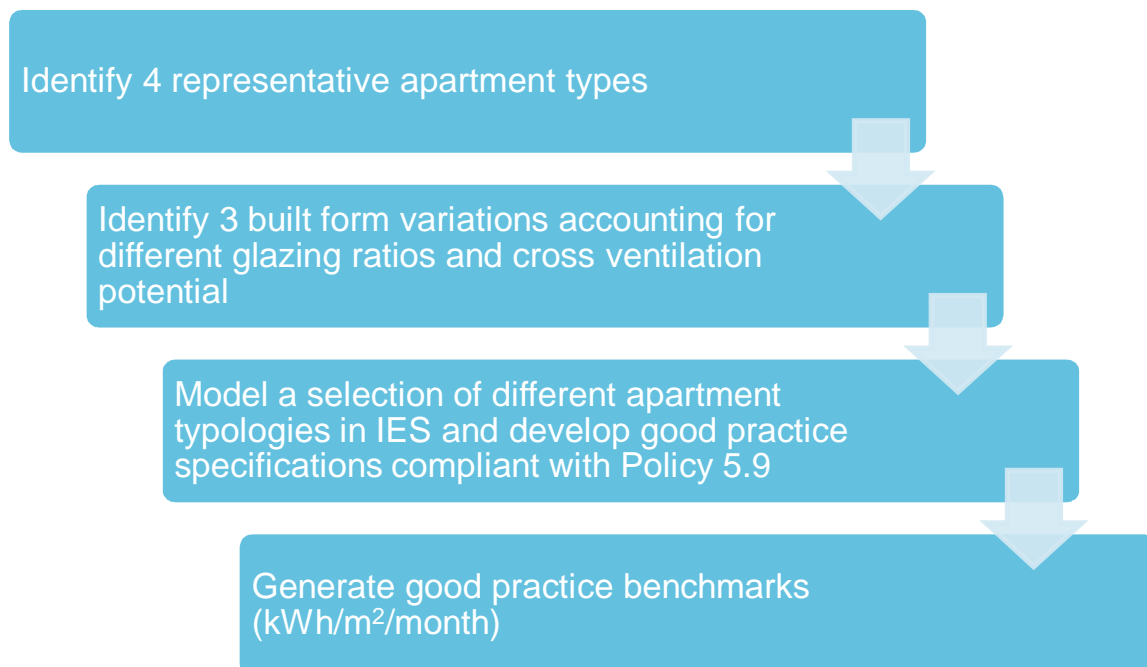 Identify 4 representative apartment types
Identify 3 built form variations accounting for
different glazing ratios and cross ventilation
potential
Model a selection of different apartment
typologies in IES and develop good practice
specifications compliant with Policy 5.9
Generate good practice benchmarks
(kWh/m²/month)